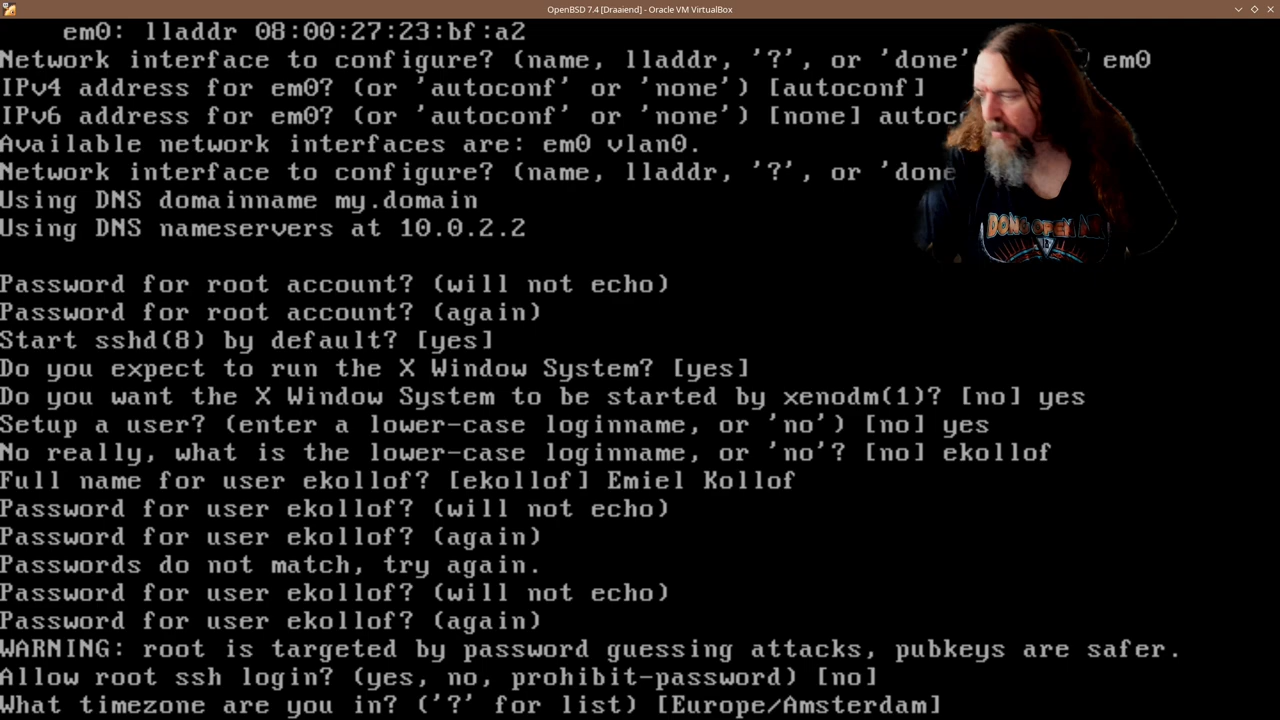 OpenBSD 7.4 [Draaiend] - Oracle VM VirtualBox
em0: lladdr 08:00:27:23:bf:a2
Network interface to configure? (name, lladdr, '?', or 'done' em0
IPv4 address for em0? (or 'autoconf' or 'none') [autoconf]
IPv6 address for em0? (or 'autoconf' or 'none') [none]
Available network interfaces are: em0 vlan0.
Network interface to configure? (name, lladdr, '?', or 'done
Using DNS domainname my.domain
Using DNS nameservers at 10.0.2.2
Password for root account? (will not echo)
Password for root account? (again)
Start sshd(8) by default? [yes]
Do you expect to run the X Window System? [yes]
Do you want the X Window System to be started by xenodm(1)? [no] yes
Setup a user? (enter a lower-case loginname, or 'no') [no] yes
No really, what is the lower-case loginname, or 'no'? [no] ekollof
Full name for user ekollof? [ekollof] Emiel Kollof
Password for user ekollof? (will not echo)
Password for user ekollof? (again)
Passwords do not match, try again.
Password for user ekollof? (will not echo)
Password for user ekollof? (again)
WARNING: root is targeted by password guessing attacks, pubkeys are safer.
Allow root ssh login? (yes, no, prohibit-password) [no]
What timezone are you in? ('?' for list) [Europe/Amsterdam]